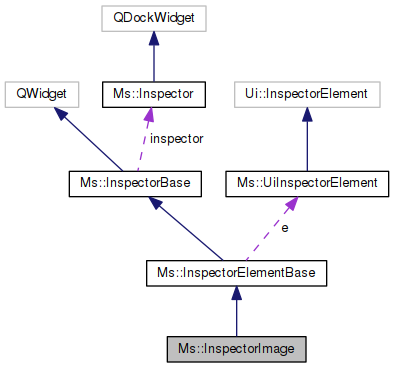 QDockWidget
QWidget
Ms::Inspector
Ui::InspectorElement
inspector
Ms::InspectorBase
Ms::UiInspectorElement
e
Ms::InspectorElementBase
Ms::InspectorImage